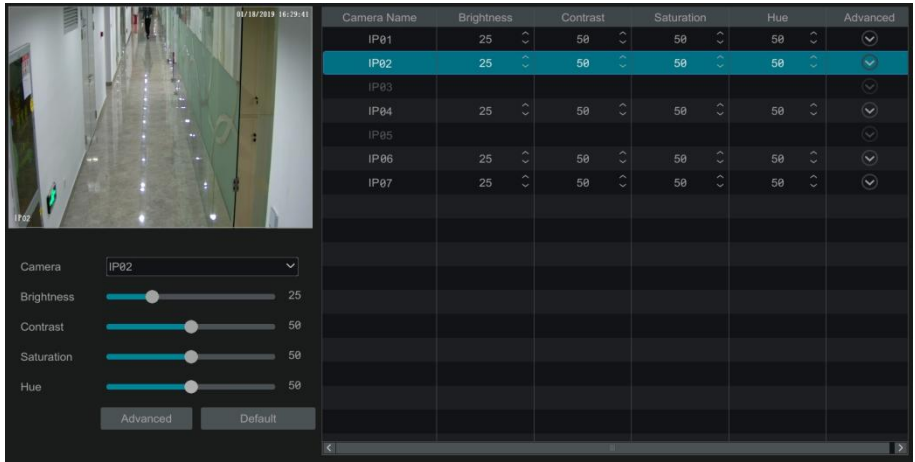 01/18/2019 16:29:41
IP02
Camera IP02
Brightness 25
Contrast 50
Saturation 50
Hue 50
Advanced Default
Camera Name Brightness Contrast Saturation Hue Advanced
IP01 25 50 50 50
IP02 25 50 50 50
IP03
IP04 25 50 50 50
IP05
IP06 25 50 50 50
IP07 25 50 50 50